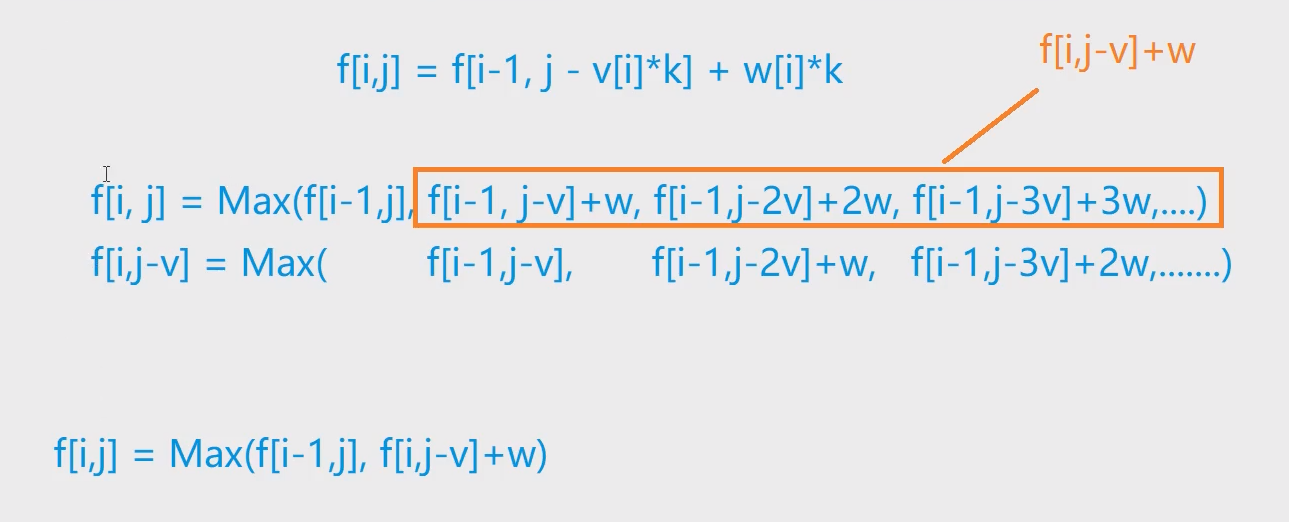 f[i,j-v]+w
f[i,j] = f[i-1, j - v[i]*k] + w[i]*k
f[i, j] = Max(f[i-1,j], f[i-1, j-v]+w, f[i-1,j-2v]+2w, f[i-1,j-3v]+3w,....)
f[i,j-v] = Max( f[i-1,j-v], f[i-1,j-2v]+w, f[i-1,j-3v]+2w,.......)
f[i,j] = Max(f[i-1,j], f[i,j-v]+w)